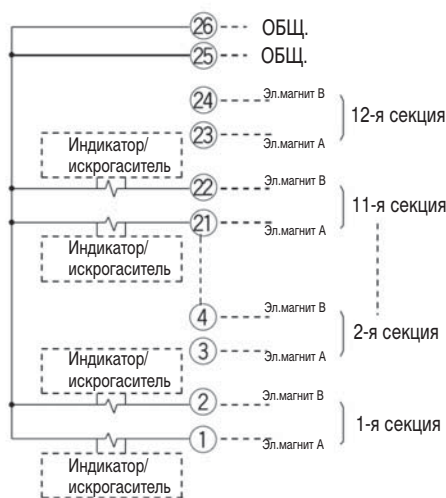 26 ОБЩ.
25 ОБЩ.
24 Эл.магнит B
12-я секция
23 Эл.магнит A
Индикатор/
искрогаситель
22 Эл.магнит B
11-я секция
21 Эл.магнит A
Индикатор/
искрогаситель
4 Эл.магнит B
2-я секция
3 Эл.магнит A
Индикатор/
искрогаситель
2 Эл.магнит B
1-я секция
1 Эл.магнит A
Индикатор/
искрогаситель